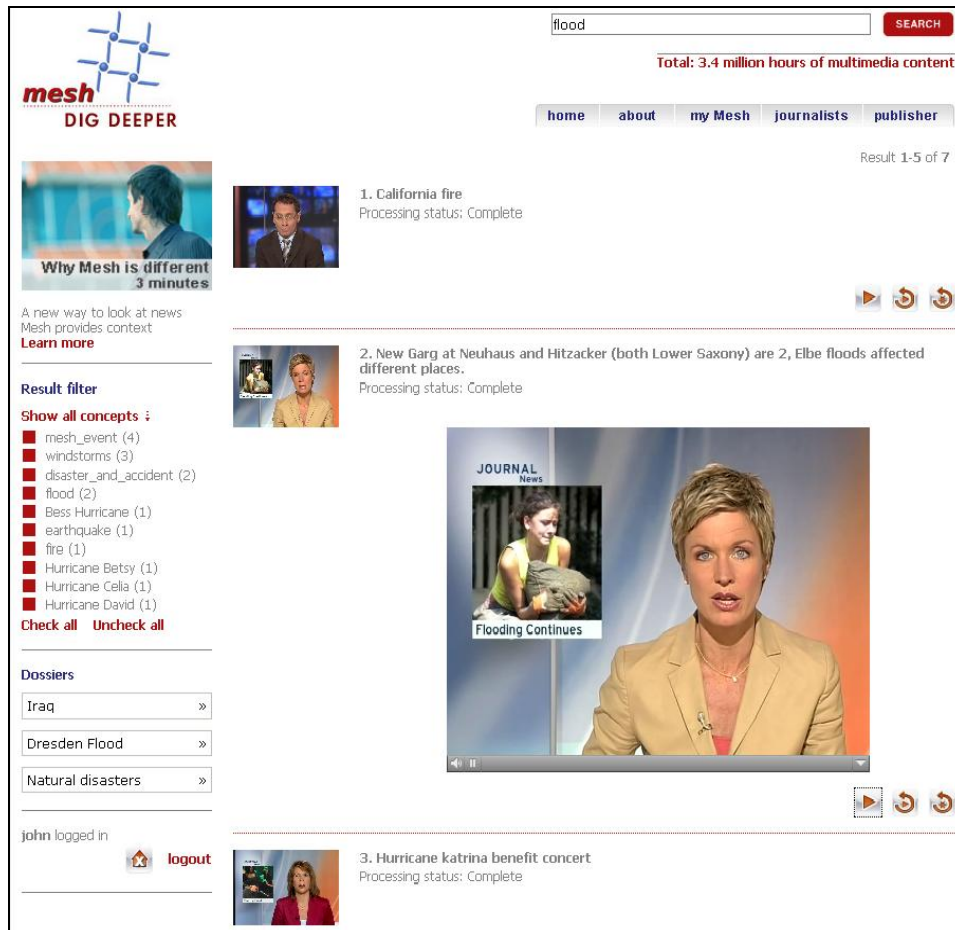 flood
SEARCH
Total: 3.4 million hours of multimedia content
mesh
DIG DEEPER
home about my Mesh journalists publisher
Result 1-5 of 7
Why Mesh is different
3 minutes
A new way to look at news
Mesh provides context
Learn more
Result filter
Show all concepts
mesh_event (4)
windstorms (3)
disaster_and_accident (2)
flood (2)
Bess Hurricane (1)
earthquake (1)
fire (1)
Hurricane Betsy (1)
Hurricane Celia (1)
Hurricane David (1)
Check all Uncheck all
Dossiers
Iraq »
Dresden Flood »
Natural disasters »
john logged in
logout
1. California fire
Processing status: Complete
2. New Garg at Neuhaus and Hitzacker (both Lower Saxony) are 2, Elbe floods affected
different places.
Processing status: Complete
JOURNAL
News
Flooding Continues
3. Hurricane katrina benefit concert
Processing status: Complete